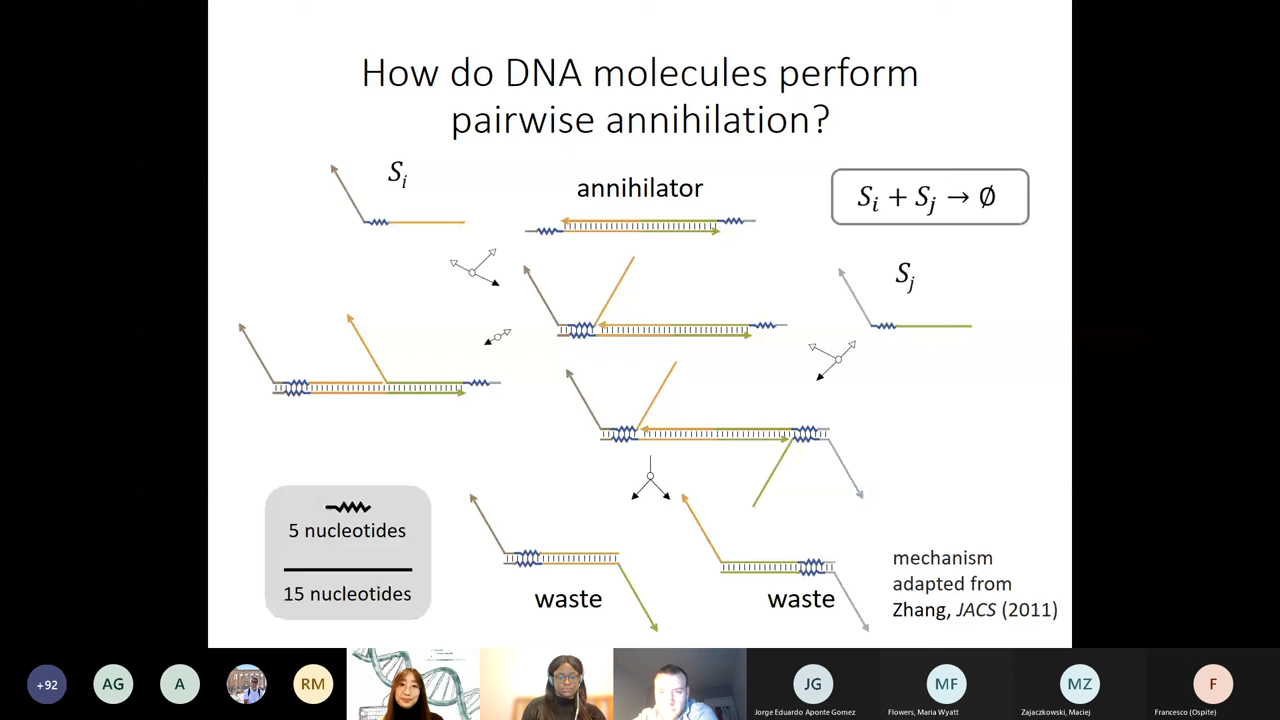 How do DNA molecules perform
pairwise annihilation?
Sᵢ
annihilator
Sᵢ + Sⱼ → ∅
Sⱼ
5 nucleotides
15 nucleotides
waste
waste
mechanism
adapted from
Zhang, JACS (2011)
+92
AG
A
RM
JG
Jorge Eduardo Aponte Gomez
MF
Flowers, Maria Wyatt
MZ
Zajaczkowski, Maciej
F
Francesco (Ospite)